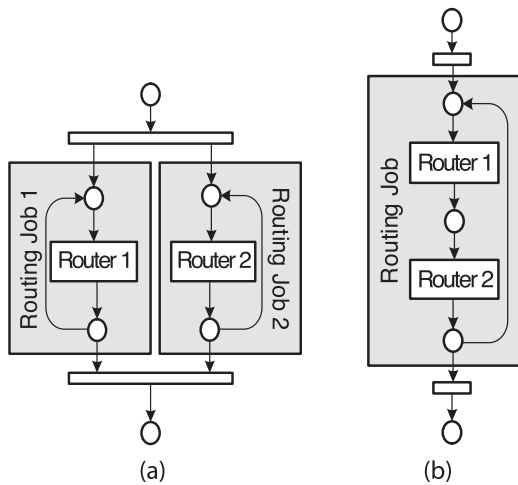 Routing Job 1
Router 1
Router 2
Routing Job 2
(a)
Routing Job
Router 1
Router 2
(b)